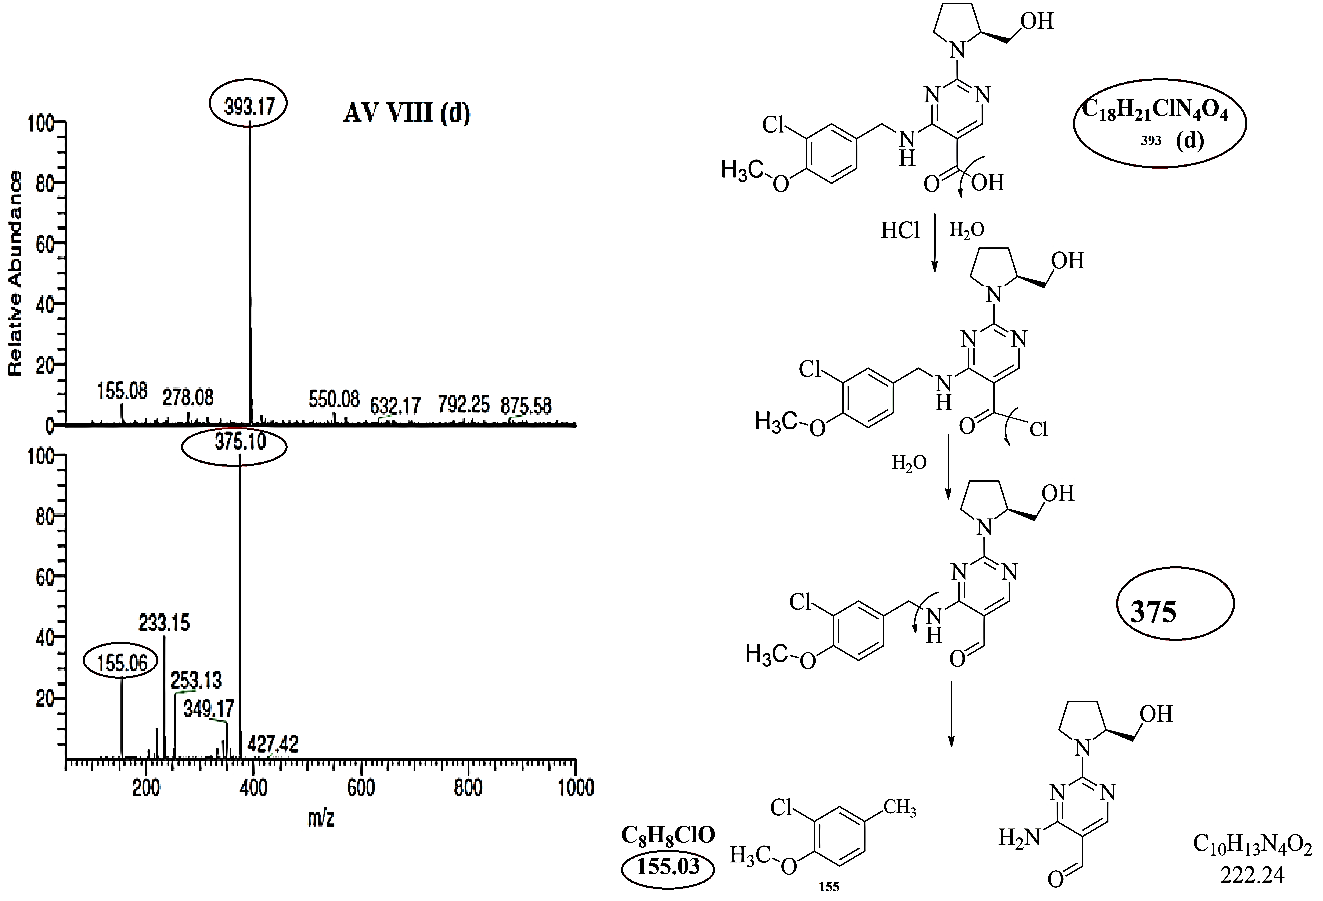 AV VIII (d)
393.17
100
80
60
40
20
0
Relative Abundance
155.08
278.08
550.08
632.17
792.25
875.58
375.10
100
80
60
40
20
155.06
233.15
253.13
349.17
427.42
200
400
600
800
1000
m/z
OH
N
N
N
Cl
N
H
H3C
O
O
OH
C18H21ClN4O4
393 (d)
HCl H2O
OH
N
N
N
Cl
N
H
H3C
O
O
Cl
H2O
OH
N
N
N
Cl
N
H
H3C
O
O
375
C8H8ClO
155.03
Cl
CH3
H3C
O
155
OH
N
N
N
H2N
O
C10H13N4O2
222.24